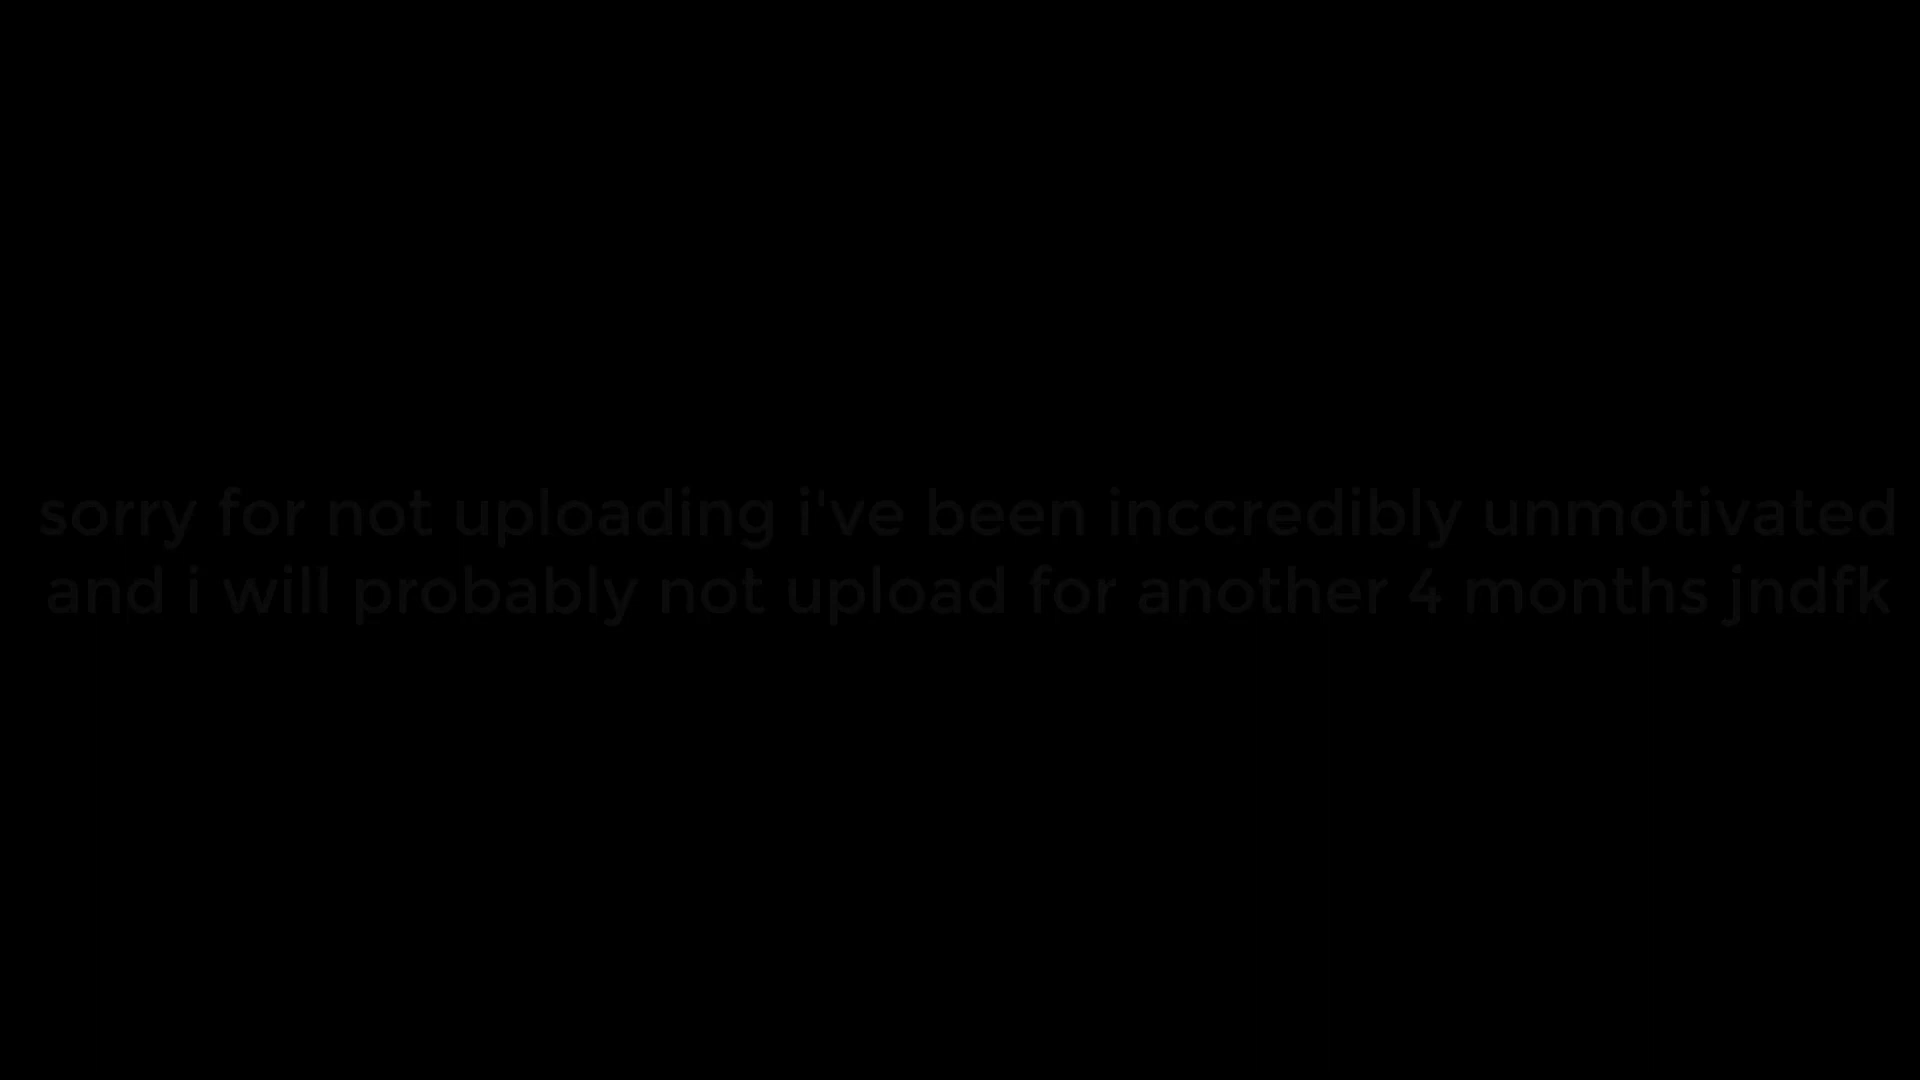 sorry for not uploading i've been inccredibly unmotivated
and i will probably not upload for another 4 months jndfk